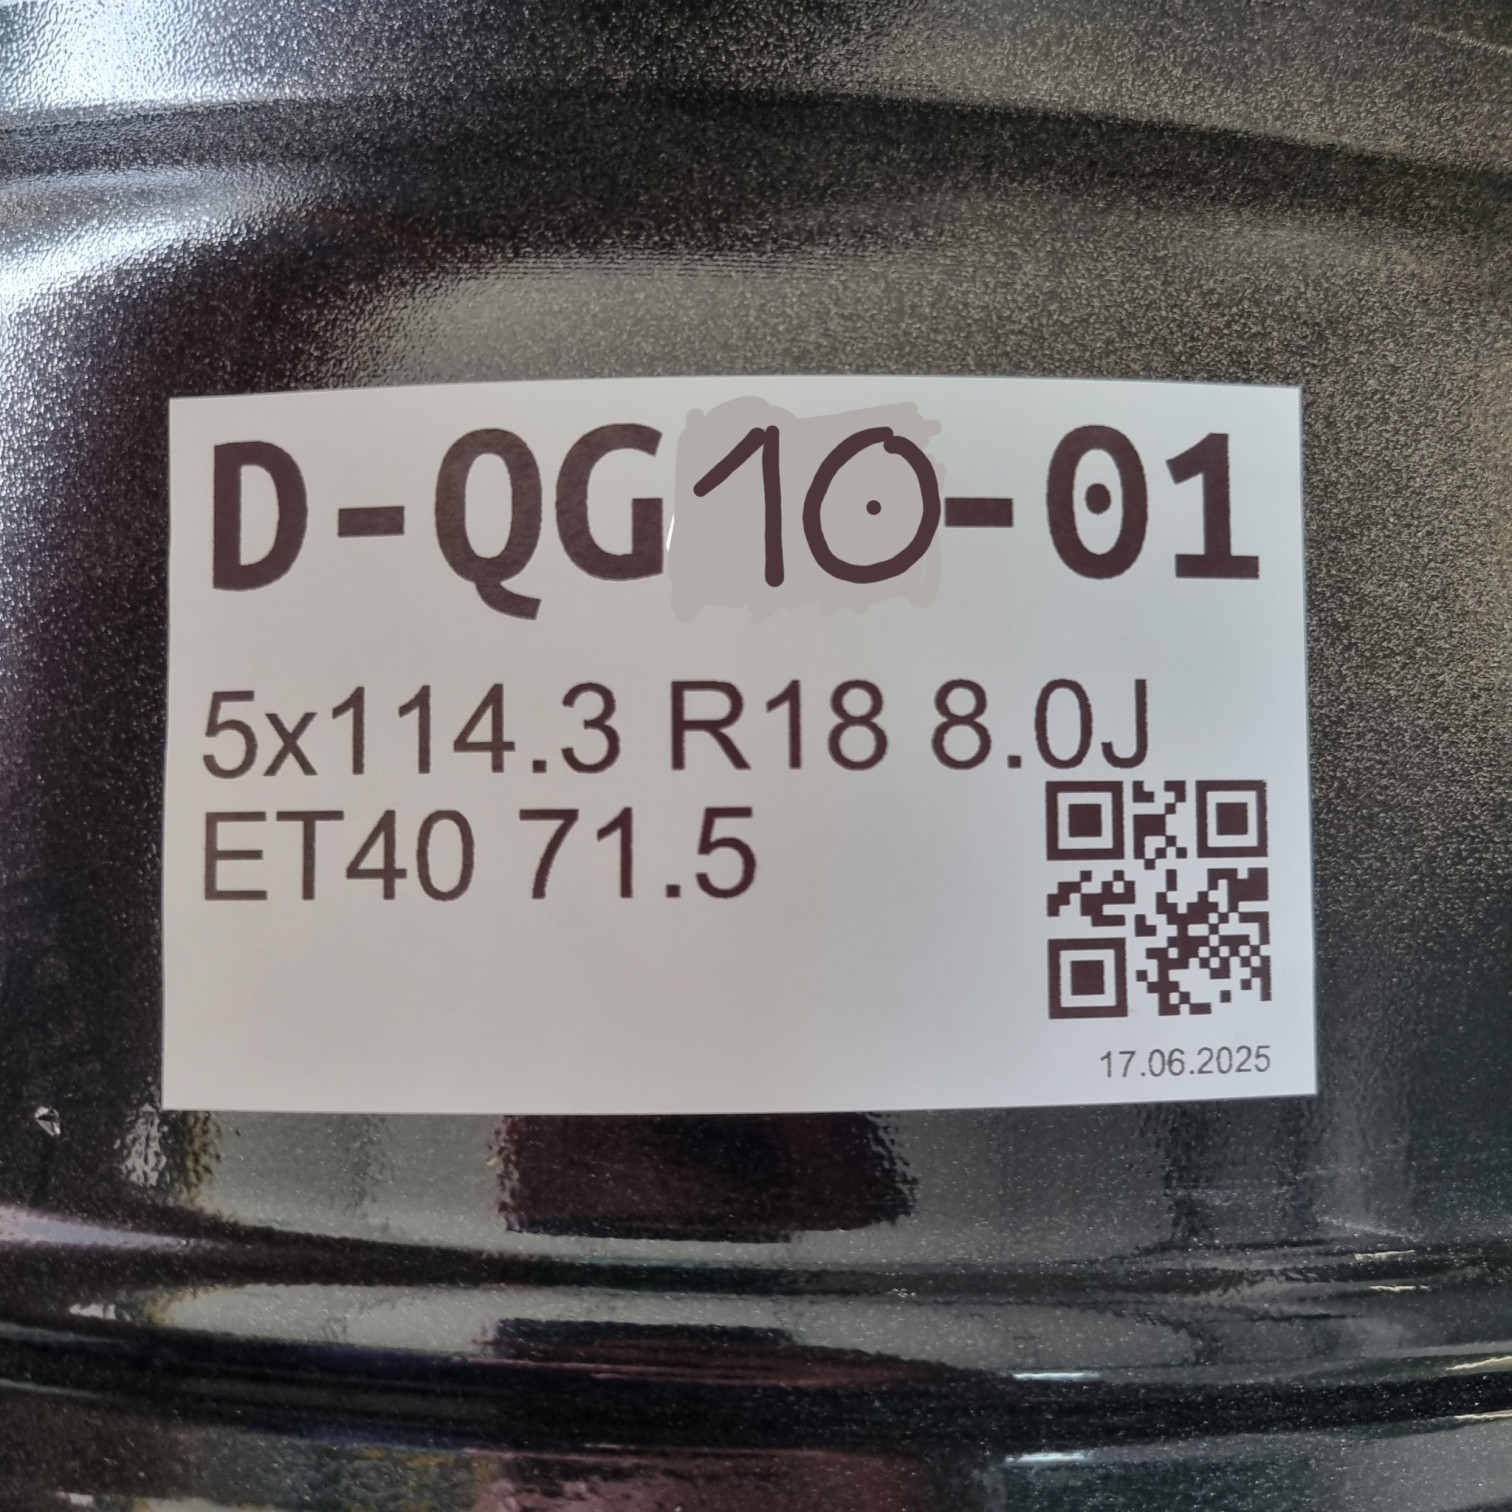 D-QG10-01
5x114.3 R18 8.0J
ET40 71.5
17.06.2025